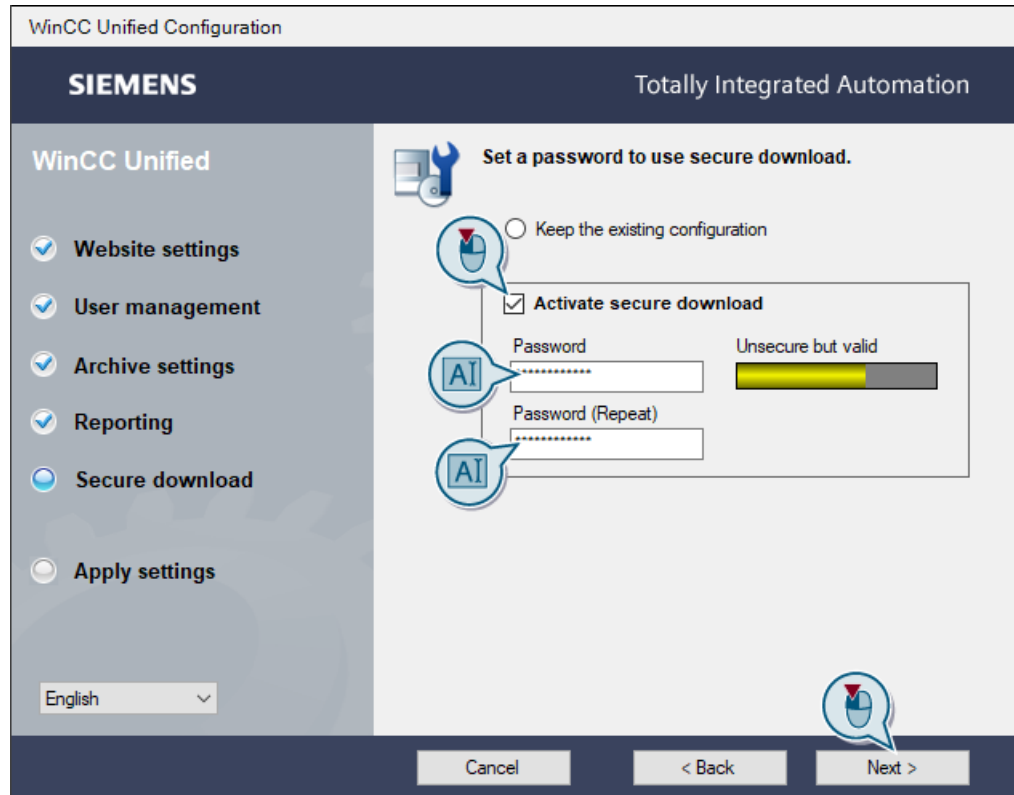 WinCC Unified Configuration
SIEMENS
Totally Integrated Automation
WinCC Unified
Website settings
User management
Archive settings
Reporting
Secure download
Apply settings
English
Set a password to use secure download.
Keep the existing configuration
Activate secure download
Password
Unsecure but valid
************
AI
Password (Repeat)
************
AI
Cancel
< Back
Next >